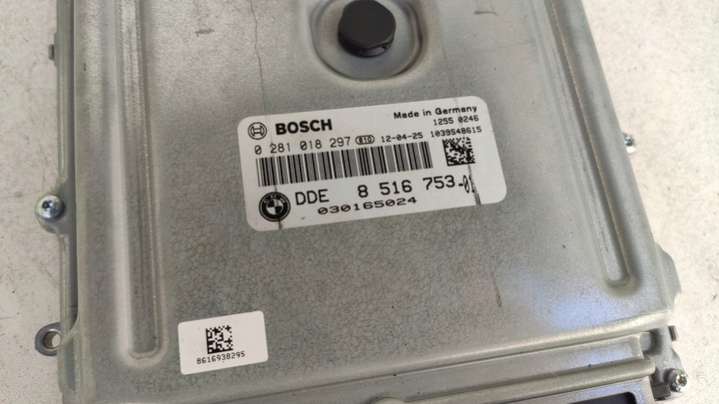 BOSCH
Made in Germany
1255 0246
0 281 018 297 010 12-04-25 1039S48615
DDE 8 516 753-01
030165024
8616938295